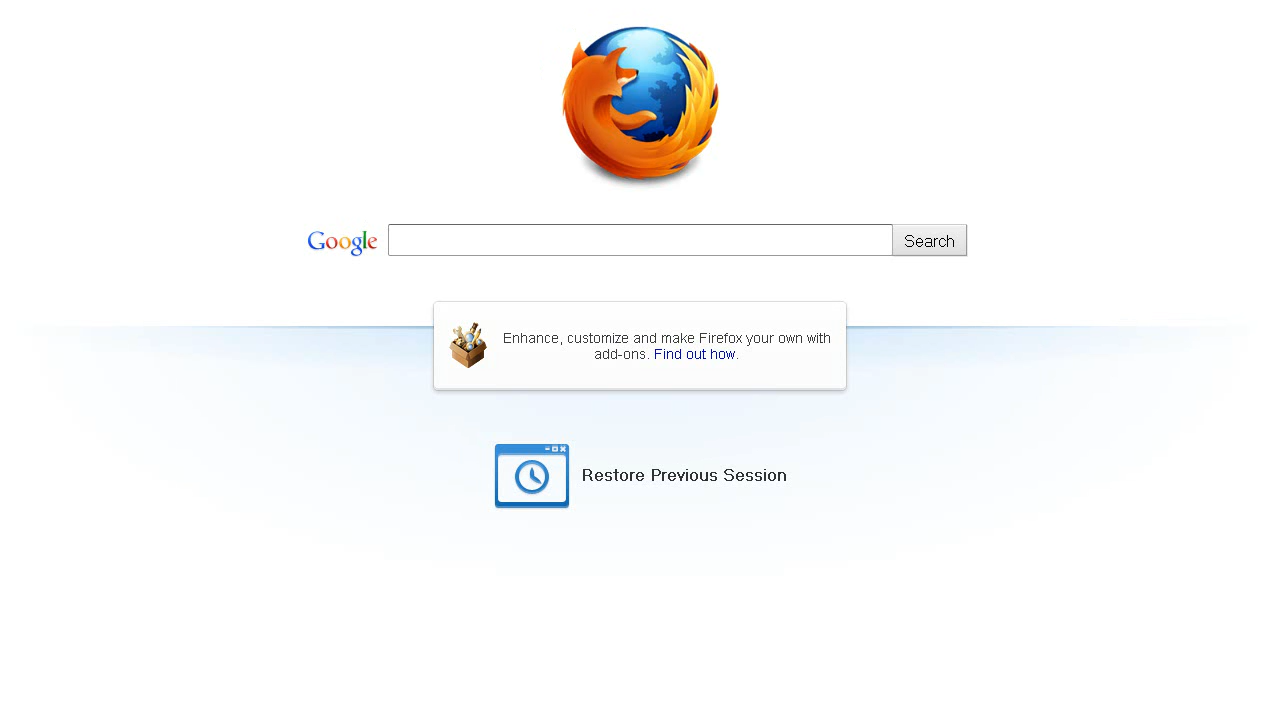 Google
Search
Enhance, customize and make Firefox your own with
add-ons. Find out how.
Restore Previous Session